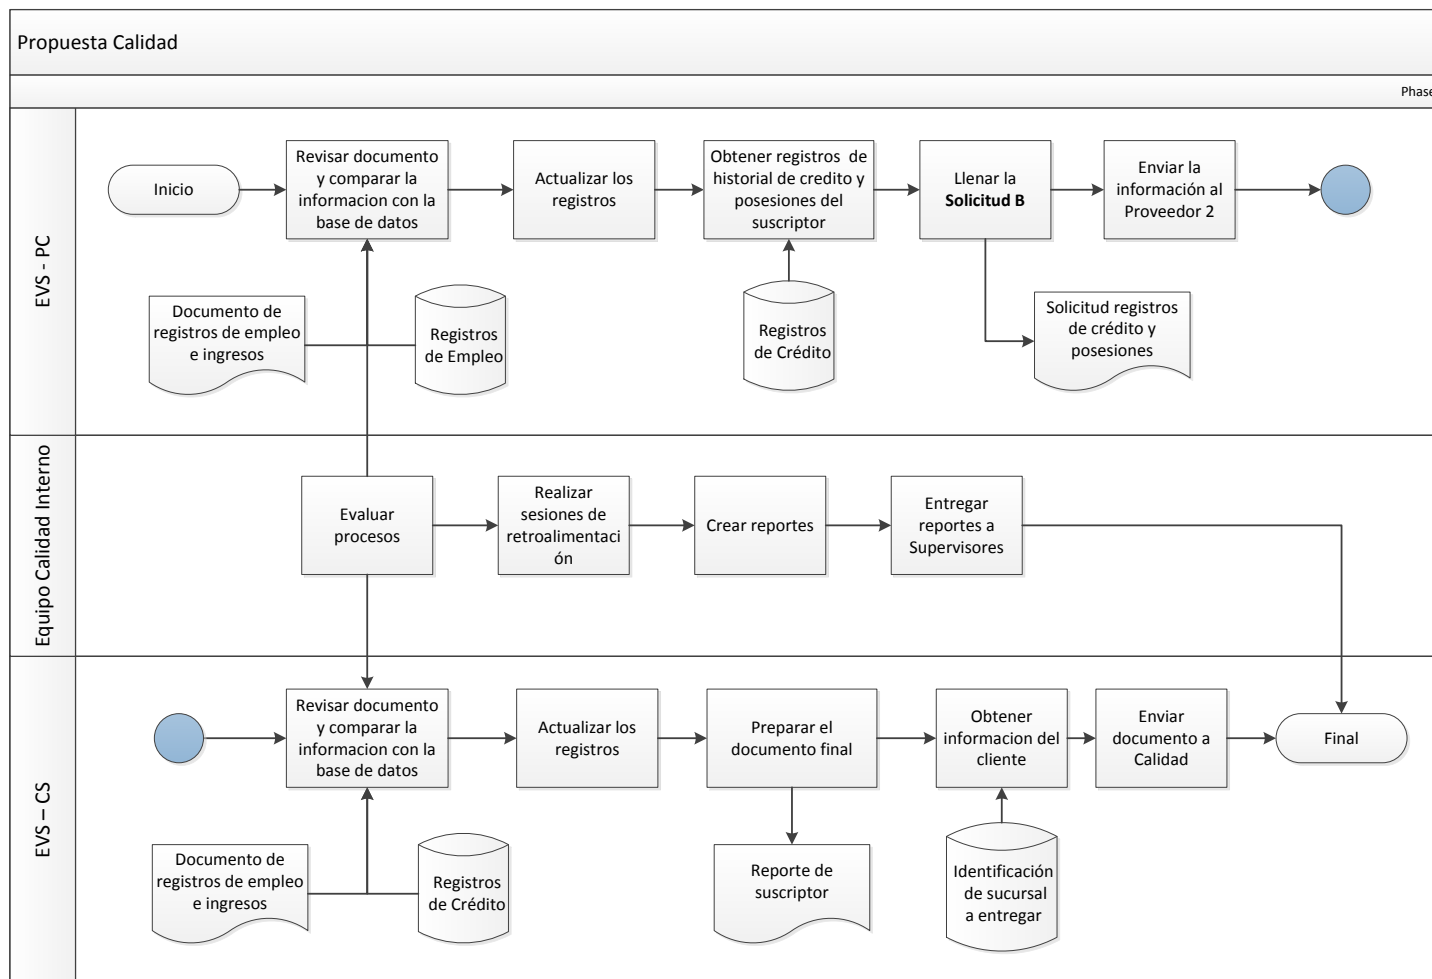 Propuesta Calidad
Phase
EVS - PC
Inicio
Revisar documento
y comparar la
informacion con la
base de datos
Actualizar los
registros
Obtener registros de
historial de credito y
posesiones del
suscriptor
Llenar la
Solicitud B
Enviar la
información al
Proveedor 2
Documento de
registros de empleo
e ingresos
Registros
de Empleo
Registros
de Crédito
Solicitud registros
de crédito y
posesiones
Equipo Calidad Interno
Evaluar
procesos
Realizar
sesiones de
retroalimentaci
ón
Crear reportes
Entregar
reportes a
Supervisores
EVS – CS
Revisar documento
y comparar la
informacion con la
base de datos
Actualizar los
registros
Preparar el
documento final
Obtener
informacion del
cliente
Enviar
documento a
Calidad
Final
Documento de
registros de empleo
e ingresos
Registros
de Crédito
Reporte de
suscriptor
Identificación
de sucursal
a entregar